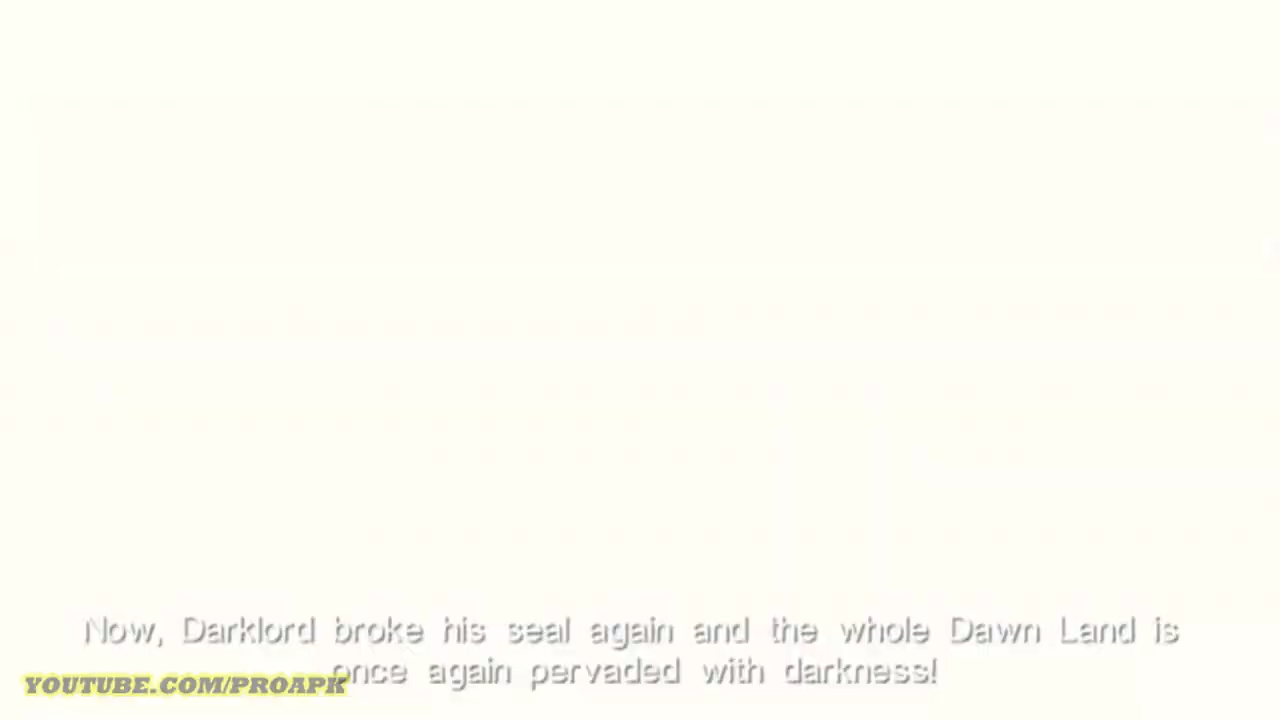 Now, Darklord broke his seal again and the whole Dawn Land is
once again pervaded with darkness!
YOUTUBE.COM/PROAPK